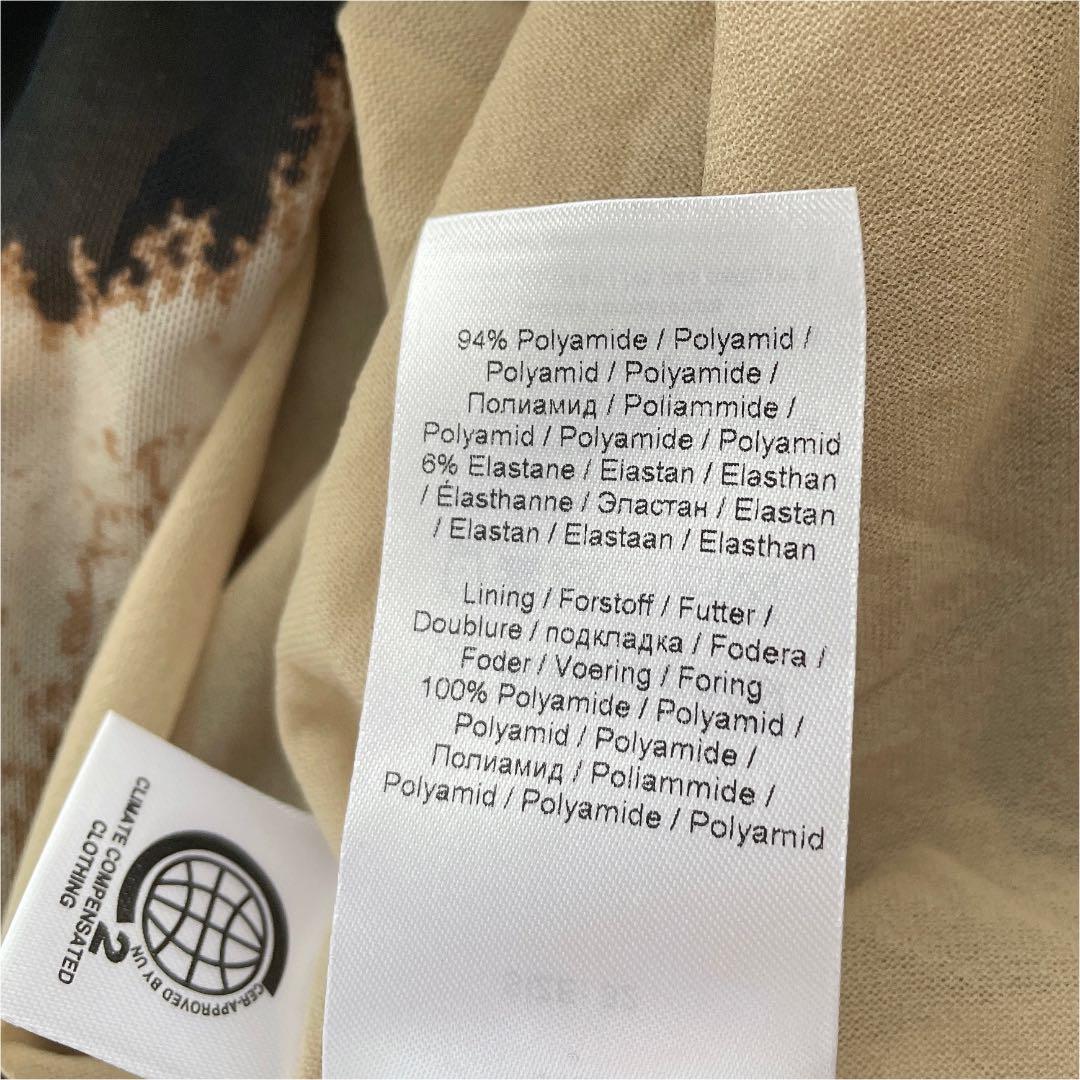 94% Polyamide / Polyamid /
Polyamid / Polyamide /
Полиамид / Poliammide /
Polyamid / Polyamide / Polyamid
6% Elastane / Elastan / Elasthan
/ Élasthanne / Эластан / Elastan
/ Elastan / Elastaan / Elasthan
Lining / Forstoff / Futter /
Doublure / подкладка / Fodera /
Foder / Voering / Foring
100% Polyamide / Polyamid /
Polyamid / Polyamide /
Полиамид / Poliammide /
Polyamid / Polyamide / Polyamid
CLIMATE COMPENSATED
CLOTHING
2
CER-APPROVED BY UN